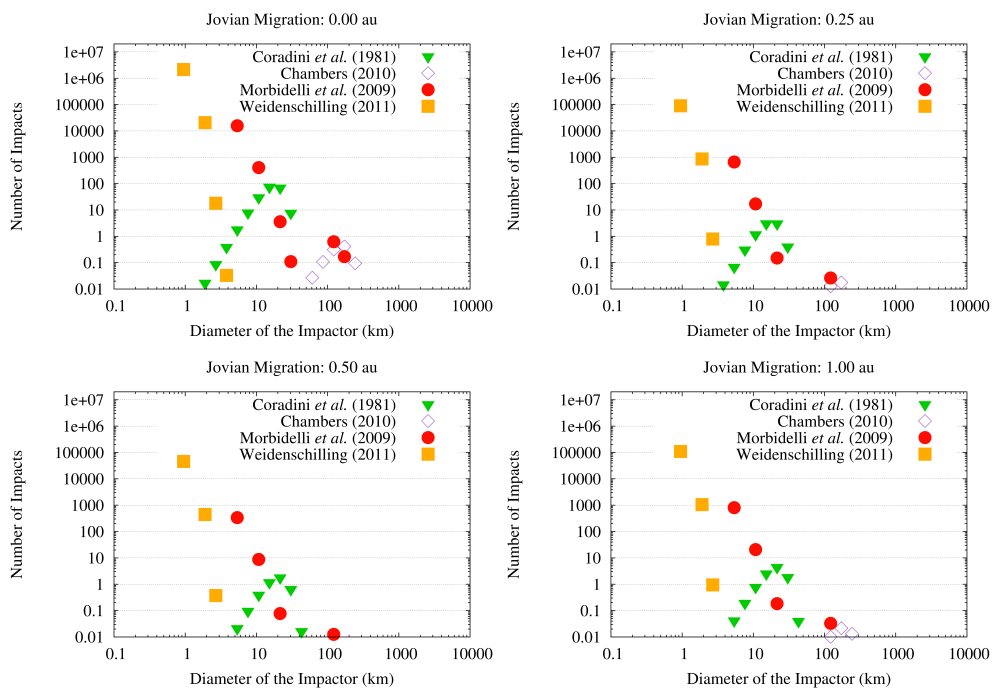 Jovian Migration: 0.00 au
Number of Impacts
1e+07
1e+06
100000
10000
1000
100
10
1
0.1
0.01
Coradini et al. (1981)
Chambers (2010)
Morbidelli et al. (2009)
Weidenschilling (2011)
0.1 1 10 100 1000 10000
Diameter of the Impactor (km)
Jovian Migration: 0.25 au
Number of Impacts
1e+07
1e+06
100000
10000
1000
100
10
1
0.1
0.01
Coradini et al. (1981)
Chambers (2010)
Morbidelli et al. (2009)
Weidenschilling (2011)
0.1 1 10 100 1000 10000
Diameter of the Impactor (km)
Jovian Migration: 0.50 au
Number of Impacts
1e+07
1e+06
100000
10000
1000
100
10
1
0.1
0.01
Coradini et al. (1981)
Chambers (2010)
Morbidelli et al. (2009)
Weidenschilling (2011)
0.1 1 10 100 1000 10000
Diameter of the Impactor (km)
Jovian Migration: 1.00 au
Number of Impacts
1e+07
1e+06
100000
10000
1000
100
10
1
0.1
0.01
Coradini et al. (1981)
Chambers (2010)
Morbidelli et al. (2009)
Weidenschilling (2011)
0.1 1 10 100 1000 10000
Diameter of the Impactor (km)